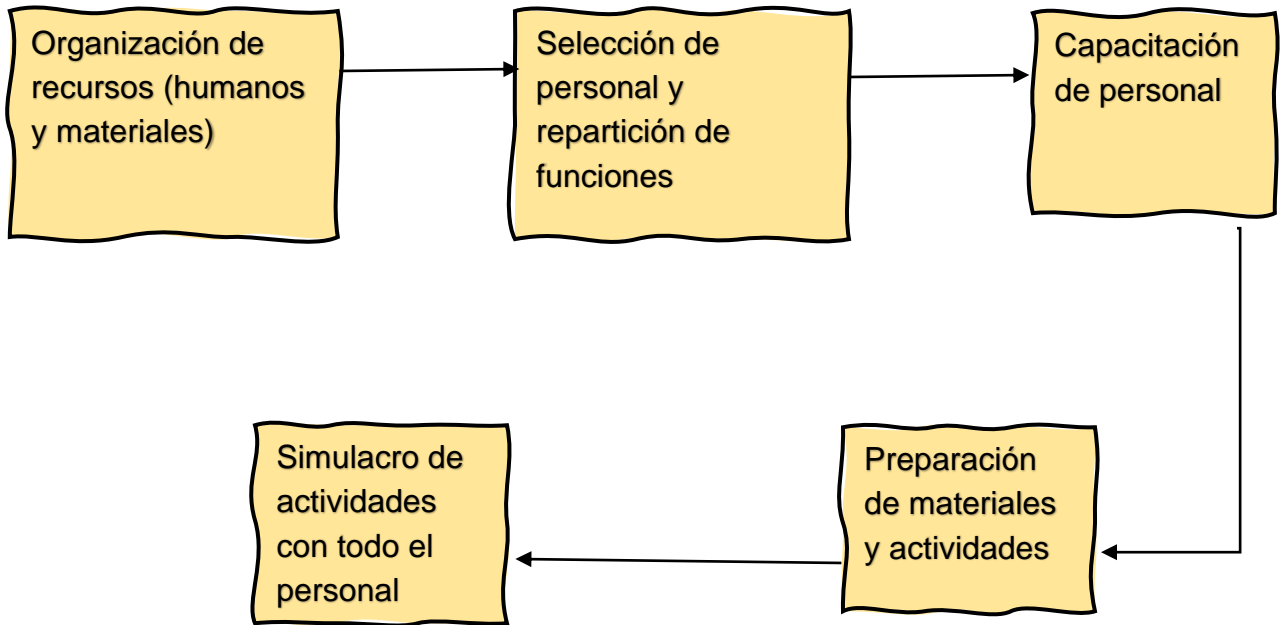 Organización de
recursos (humanos
y materiales)
Selección de
personal y
repartición de
funciones
Capacitación
de personal
Preparación
de materiales
y actividades
Simulacro de
actividades
con todo el
personal